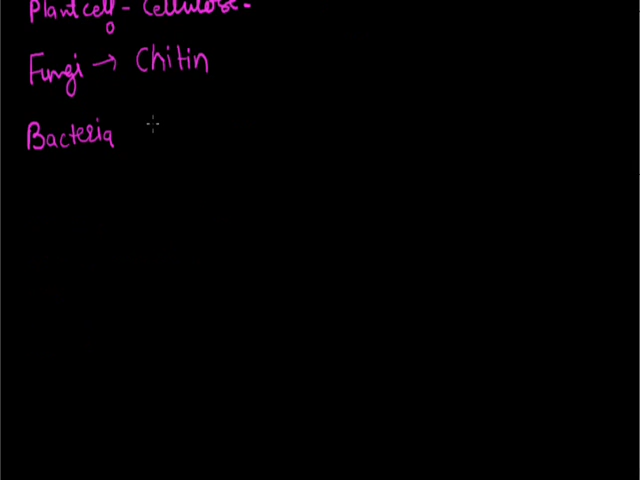 Plant cell - Cellulose.
Fungi → Chitin
Bacteria